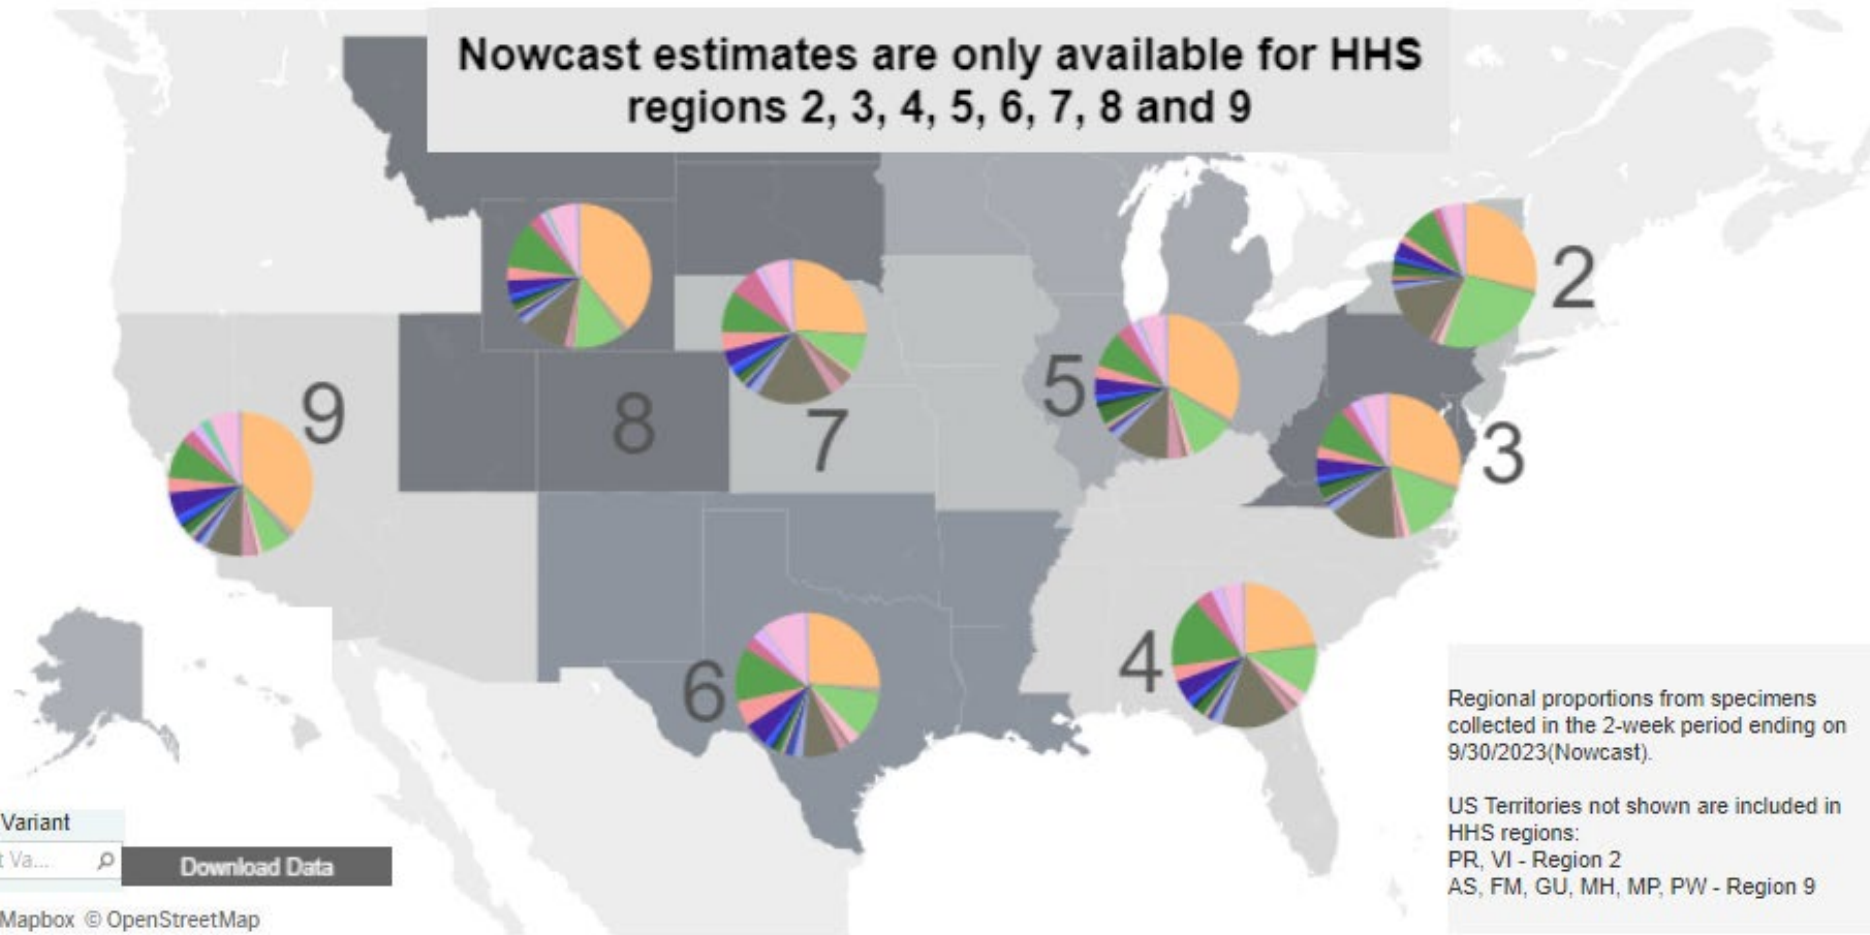 Nowcast estimates are only available for HHS
regions 2, 3, 4, 5, 6, 7, 8 and 9
2
9
5
8
7
3
4
6
Regional proportions from specimens
collected in the 2-week period ending on
9/30/2023(Nowcast).
US Territories not shown are included in
HHS regions:
PR, VI - Region 2
AS, FM, GU, MH, MP, PW - Region 9
Variant
t Va...
Download Data
Mapbox © OpenStreetMap